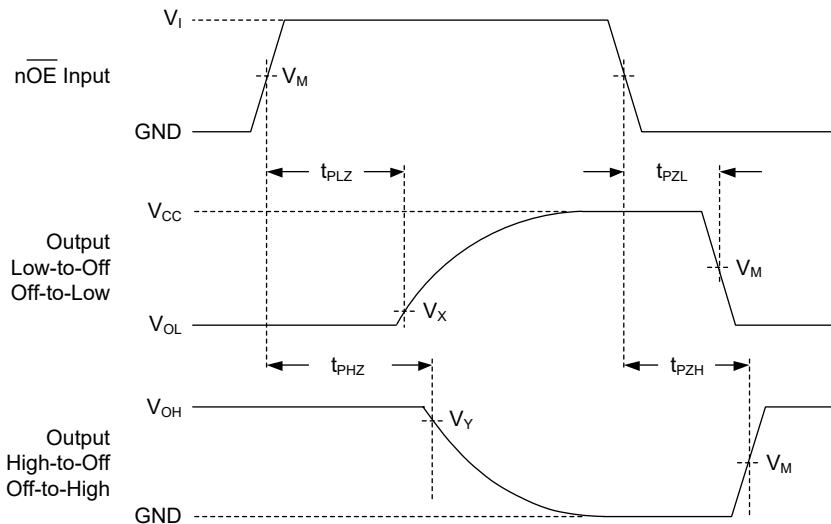 V_I
nO̅E̅ Input
V_M
GND
t_PLZ
t_PZL
V_CC
Output
Low-to-Off
Off-to-Low
V_M
V_X
V_OL
t_PHZ
t_PZH
V_OH
V_Y
Output
High-to-Off
Off-to-High
V_M
GND